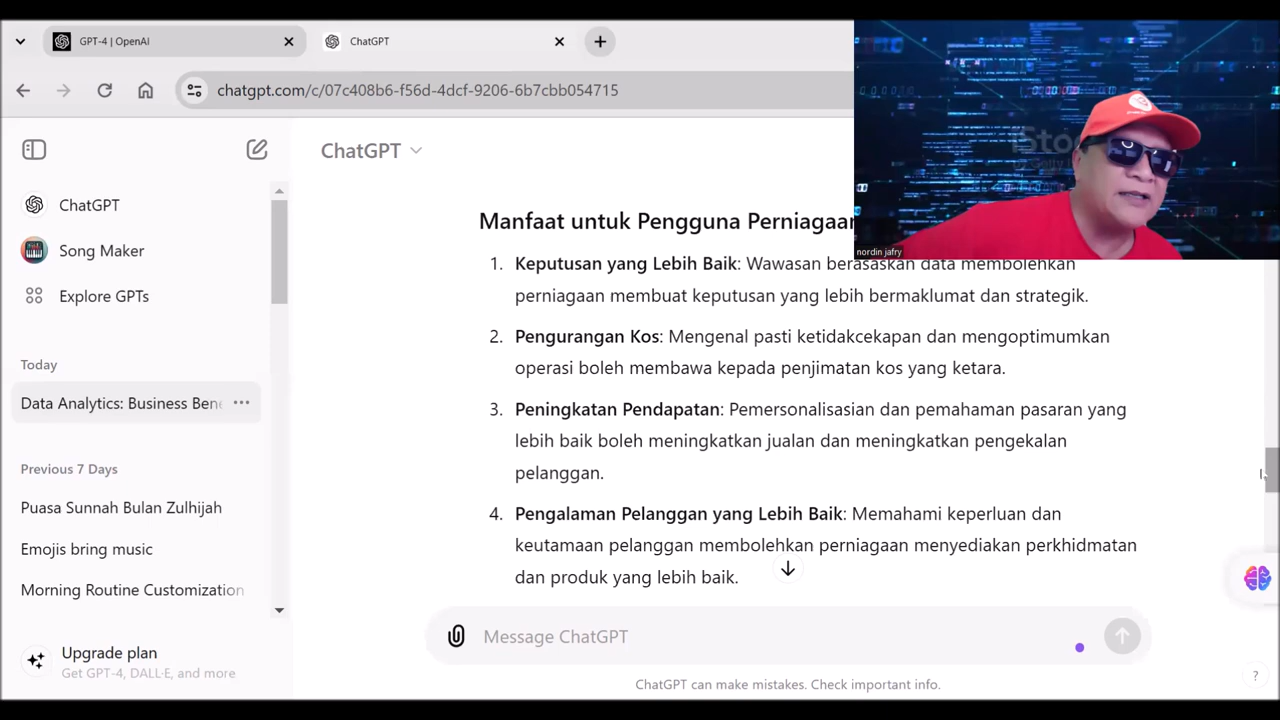 GPT-4 | OpenAI
ChatGPT
chatgpt.com/c/07c408b6-f56d-4dcf-9206-6b7cbb054715
ChatGPT
ChatGPT
Song Maker
Explore GPTs
Today
Data Analytics: Business Bene
Previous 7 Days
Puasa Sunnah Bulan Zulhijah
Emojis bring music
Morning Routine Customization
Upgrade plan
Get GPT-4, DALL·E, and more
nordin jafry
Manfaat untuk Pengguna Perniagaan
1. Keputusan yang Lebih Baik: Wawasan berasaskan data membolehkan
perniagaan membuat keputusan yang lebih bermaklumat dan strategik.
2. Pengurangan Kos: Mengenal pasti ketidakcekapan dan mengoptimumkan
operasi boleh membawa kepada penjimatan kos yang ketara.
3. Peningkatan Pendapatan: Pemersonalisasian dan pemahaman pasaran yang
lebih baik boleh meningkatkan jualan dan meningkatkan pengekalan
pelanggan.
4. Pengalaman Pelanggan yang Lebih Baik: Memahami keperluan dan
keutamaan pelanggan membolehkan perniagaan menyediakan perkhidmatan
dan produk yang lebih baik.
Message ChatGPT
ChatGPT can make mistakes. Check important info.
?